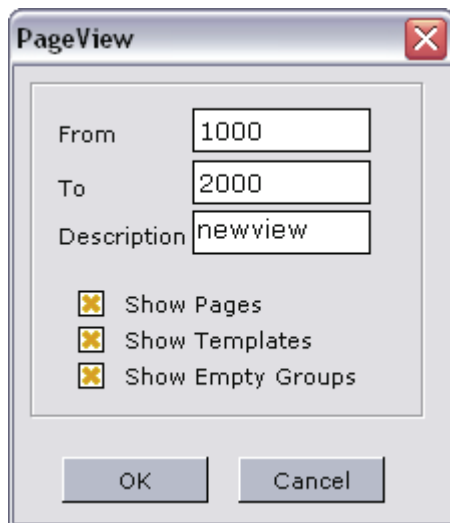 PageView
From 1000
To 2000
Description newview
Show Pages
Show Templates
Show Empty Groups
OK Cancel